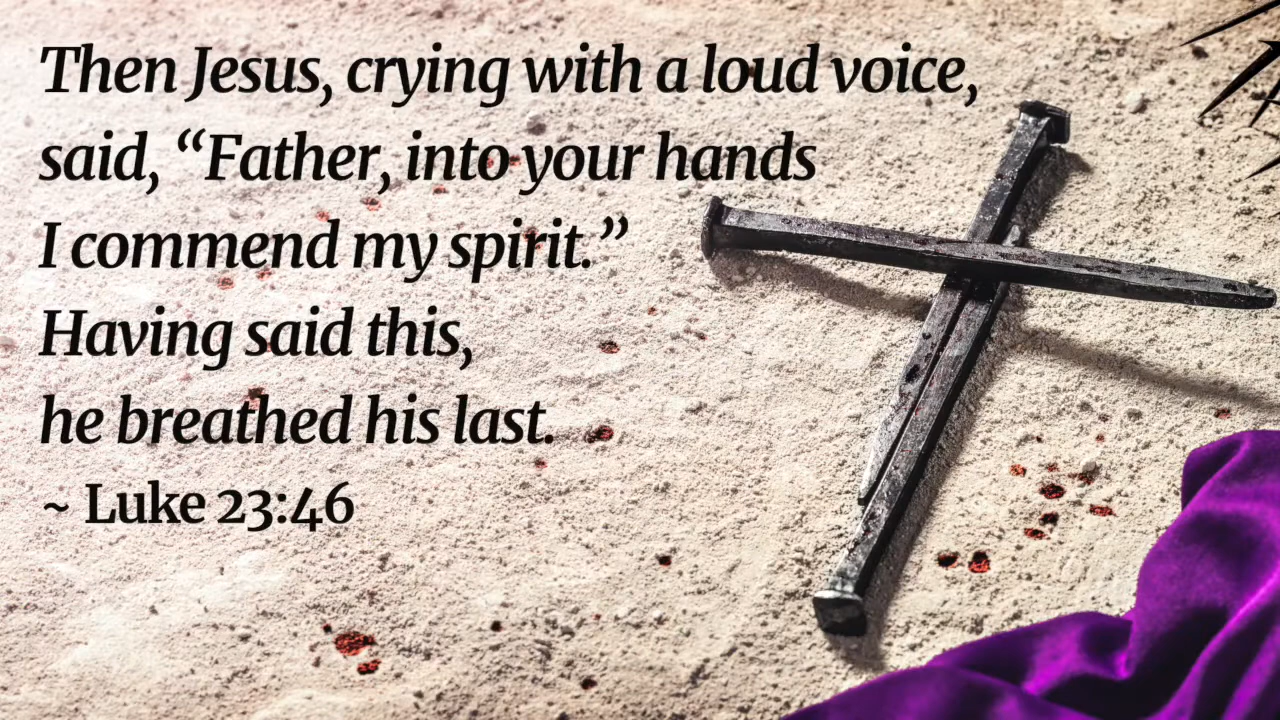 Then Jesus, crying with a loud voice,
said, “Father, into your hands
I commend my spirit.”
Having said this,
he breathed his last.
~ Luke 23:46